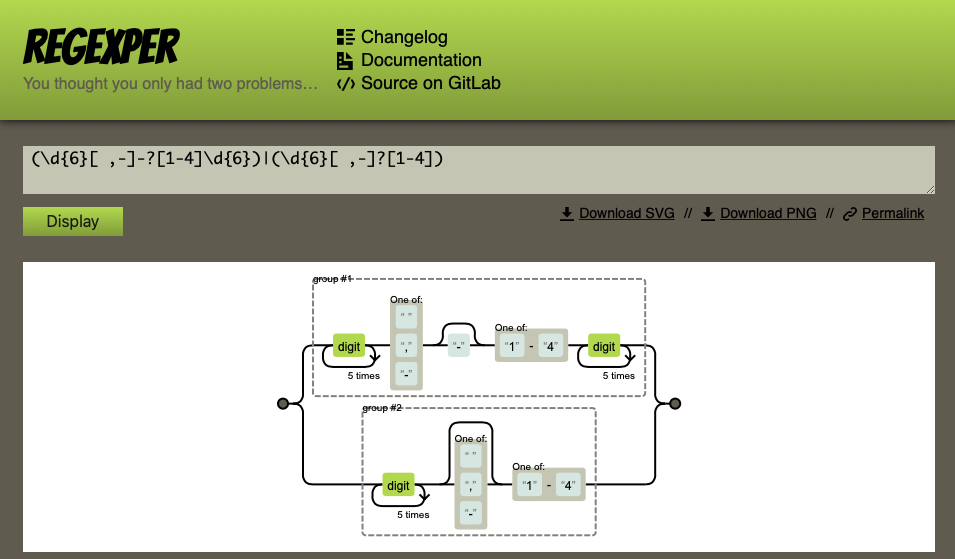 REGEXPER
You thought you only had two problems…
Changelog
Documentation
Source on GitLab
(\d{6}[ ,-]-?[1-4]\d{6})|(\d{6}[ ,-]?[1-4])
Display
Download SVG // Download PNG // Permalink
group #1
One of:
“ ”
“,”
“-”
digit
5 times
“-”
One of:
“1” - “4”
digit
5 times
group #2
digit
5 times
One of:
“ ”
“,”
“-”
One of:
“1” - “4”